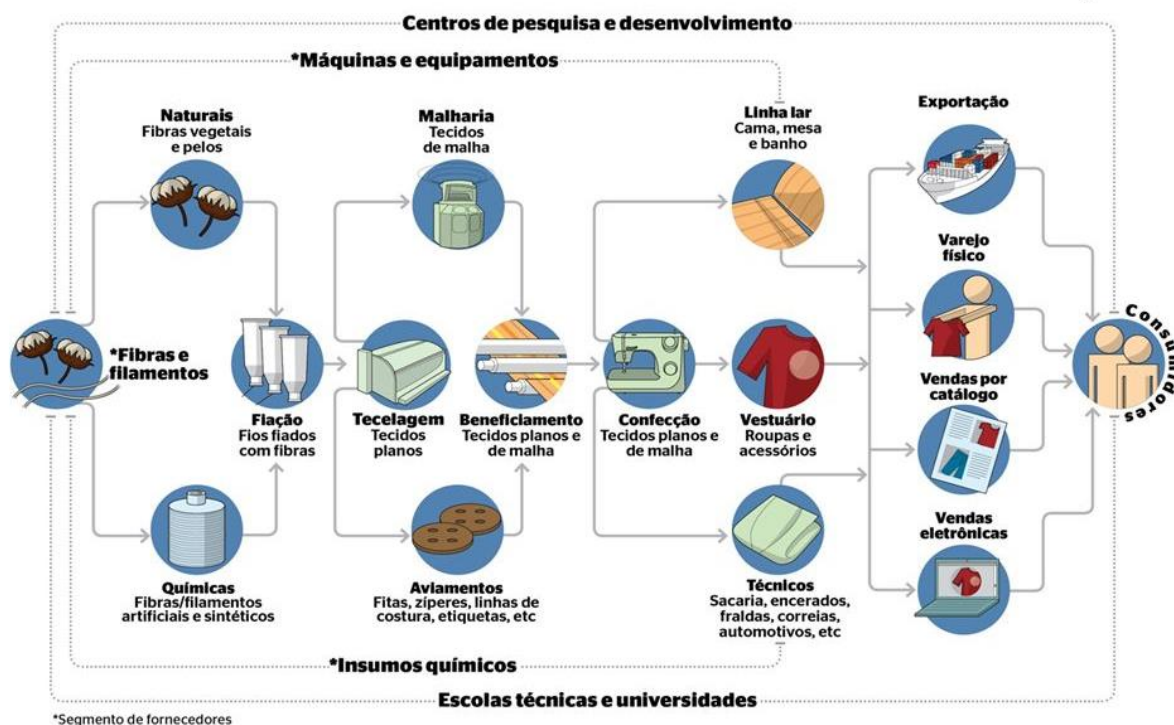 Centros de pesquisa e desenvolvimento
*Máquinas e equipamentos
Naturais
Fibras vegetais
e pelos
Malharia
Tecidos
de malha
Linha lar
Cama, mesa
e banho
Exportação
Varejo
físico
*Fibras e
filamentos
Fiação
Fios fiados
com fibras
Tecelagem
Tecidos
planos
Beneficiamento
Tecidos planos e
de malha
Confecção
Tecidos planos e
de malha
Vestuário
Roupas e
acessórios
Vendas por
catálogo
Consumidores
Químicas
Fibras/filamentos
artificiais e sintéticos
Aviamentos
Fitas, zíperes, linhas de
costura, etiquetas, etc
Técnicos
Sacaria, encerados,
fraldas, correias,
automotivos, etc
Vendas
eletrônicas
*Insumos químicos
Escolas técnicas e universidades
*Segmento de fornecedores